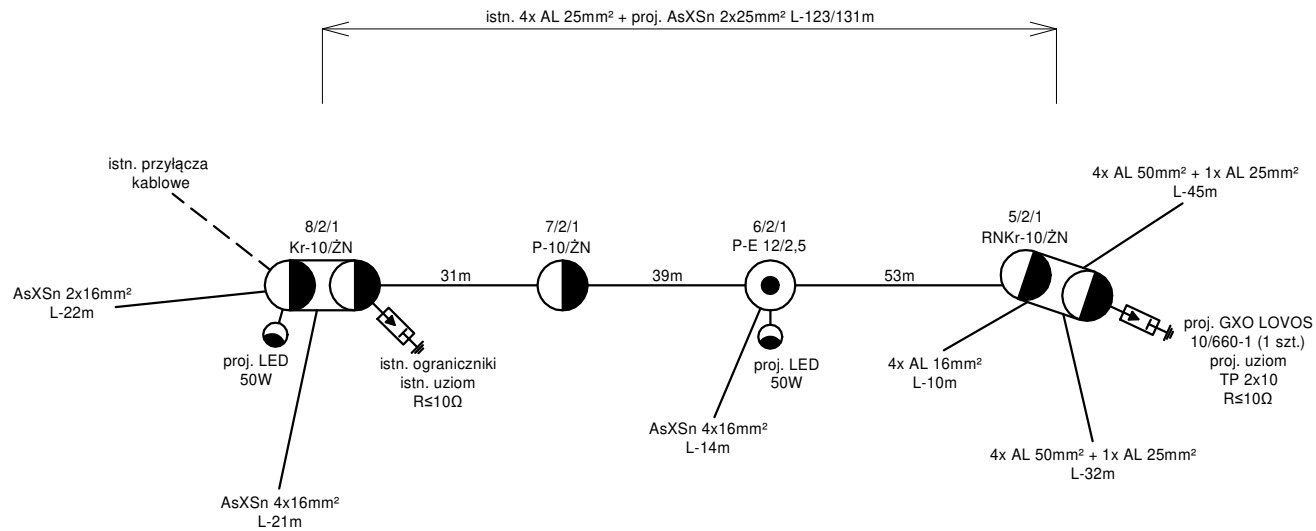 istn. 4x AL 25mm² + proj. AsXSn 2x25mm² L-123/131m
istn. przyłącza
kablowe
4x AL 50mm² + 1x AL 25mm²
L-45m
8/2/1
Kr-10/ŻN
7/2/1
P-10/ŻN
6/2/1
P-E 12/2,5
5/2/1
RNKr-10/ŻN
31m
39m
53m
AsXSn 2x16mm²
L-22m
proj. LED
50W
istn. ograniczniki
istn. uziom
R≤10Ω
proj. LED
50W
4x AL 16mm²
L-10m
proj. GXO LOVOS
10/660-1 (1 szt.)
proj. uziom
TP 2x10
R≤10Ω
AsXSn 4x16mm²
L-14m
4x AL 50mm² + 1x AL 25mm²
L-32m
AsXSn 4x16mm²
L-21m